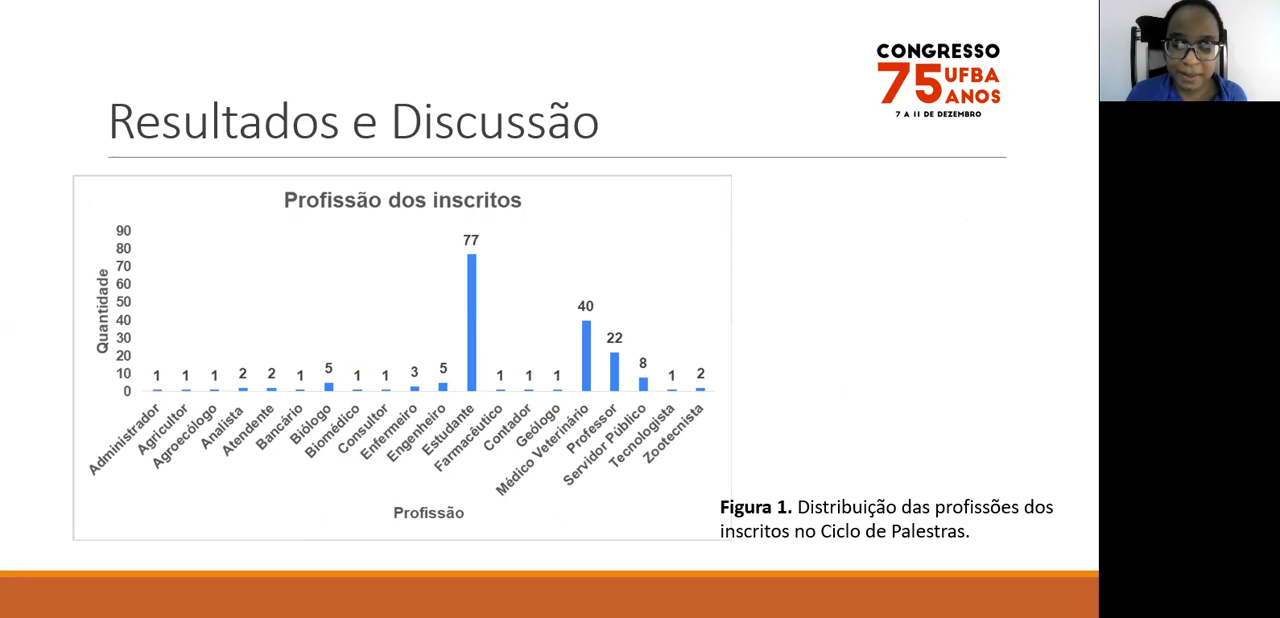 CONGRESSO
75 UFBA
ANOS
7 A 11 DE DEZEMBRO
Resultados e Discussão
Profissão dos inscritos
Quantidade
90
80
70
60
50
40
30
20
10
0
1 1 1 2 2 1 5 1 1 3 5 77 1 1 1 40 22 8 1 2
Administrador
Agricultor
Agroecólogo
Analista
Atendente
Bancário
Biólogo
Biomédico
Consultor
Enfermeiro
Engenheiro
Estudante
Farmacêutico
Contador
Geólogo
Médico Veterinário
Professor
Servidor Público
Tecnologista
Zootecnista
Profissão
Figura 1. Distribuição das profissões dos
inscritos no Ciclo de Palestras.